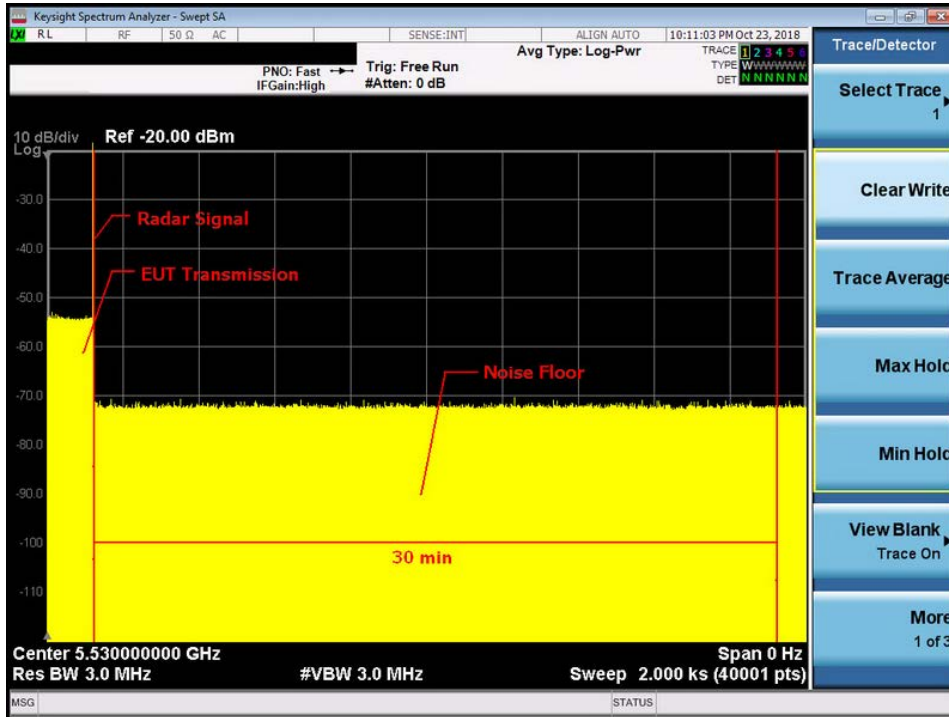 Keysight Spectrum Analyzer - Swept SA
LXI RL RF 50 Ω AC SENSE:INT ALIGN AUTO 10:11:03 PM Oct 23, 2018
Avg Type: Log-Pwr
TRACE 1 2 3 4 5 6
PNO: Fast
Trig: Free Run
TYPE WWWWWW
IFGain:High
#Atten: 0 dB
DET N N N N N N
10 dB/div Ref -20.00 dBm
Log
-30.0
Radar Signal
-40.0
EUT Transmission
-50.0
-60.0
Noise Floor
-70.0
-80.0
-90.0
-100
30 min
-110
Center 5.530000000 GHz Span 0 Hz
Res BW 3.0 MHz #VBW 3.0 MHz Sweep 2.000 ks (40001 pts)
MSG STATUS
Trace/Detector
Select Trace
1
Clear Write
Trace Average
Max Hold
Min Hold
View Blank
Trace On
More
1 of 3